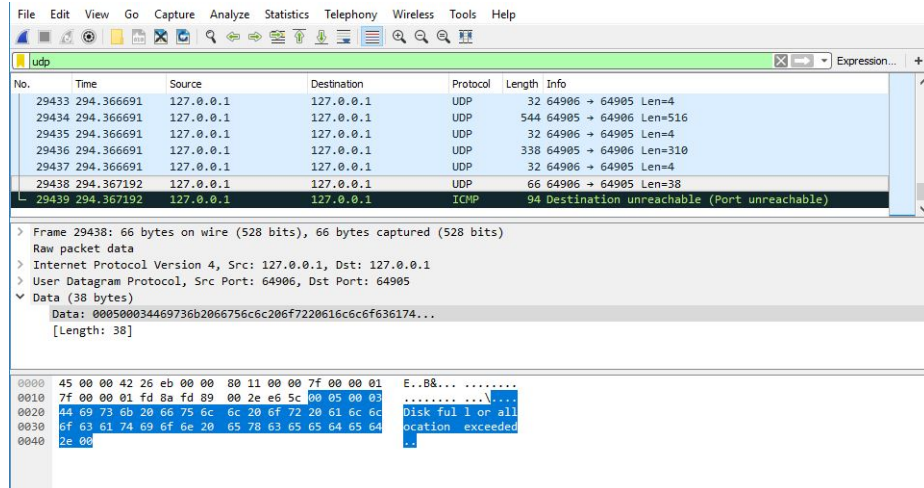 File Edit View Go Capture Analyze Statistics Telephony Wireless Tools Help
udp Expression... +
No. Time Source Destination Protocol Length Info
29433 294.366691 127.0.0.1 127.0.0.1 UDP 32 64906 → 64905 Len=4
29434 294.366691 127.0.0.1 127.0.0.1 UDP 544 64905 → 64906 Len=516
29435 294.366691 127.0.0.1 127.0.0.1 UDP 32 64906 → 64905 Len=4
29436 294.366691 127.0.0.1 127.0.0.1 UDP 338 64905 → 64906 Len=310
29437 294.366691 127.0.0.1 127.0.0.1 UDP 32 64906 → 64905 Len=4
29438 294.367192 127.0.0.1 127.0.0.1 UDP 66 64906 → 64905 Len=38
29439 294.367192 127.0.0.1 127.0.0.1 ICMP 94 Destination unreachable (Port unreachable)
> Frame 29438: 66 bytes on wire (528 bits), 66 bytes captured (528 bits)
Raw packet data
> Internet Protocol Version 4, Src: 127.0.0.1, Dst: 127.0.0.1
> User Datagram Protocol, Src Port: 64906, Dst Port: 64905
Data (38 bytes)
Data: 000500034469736b2066756c6c206f7220616c6c6f636174...
[Length: 38]
0000 45 00 00 42 26 eb 00 00 80 11 00 00 7f 00 00 01 E..B&... ........
0010 7f 00 00 01 fd 8a fd 89 00 2e e6 5c 00 05 00 03 ........ ...\....
0020 44 69 73 6b 20 66 75 6c 6c 20 6f 72 20 61 6c 6c Disk ful l or all
0030 6f 63 61 74 69 6f 6e 20 65 78 63 65 65 64 65 64 ocation  exceeded
0040 2e 00 ..